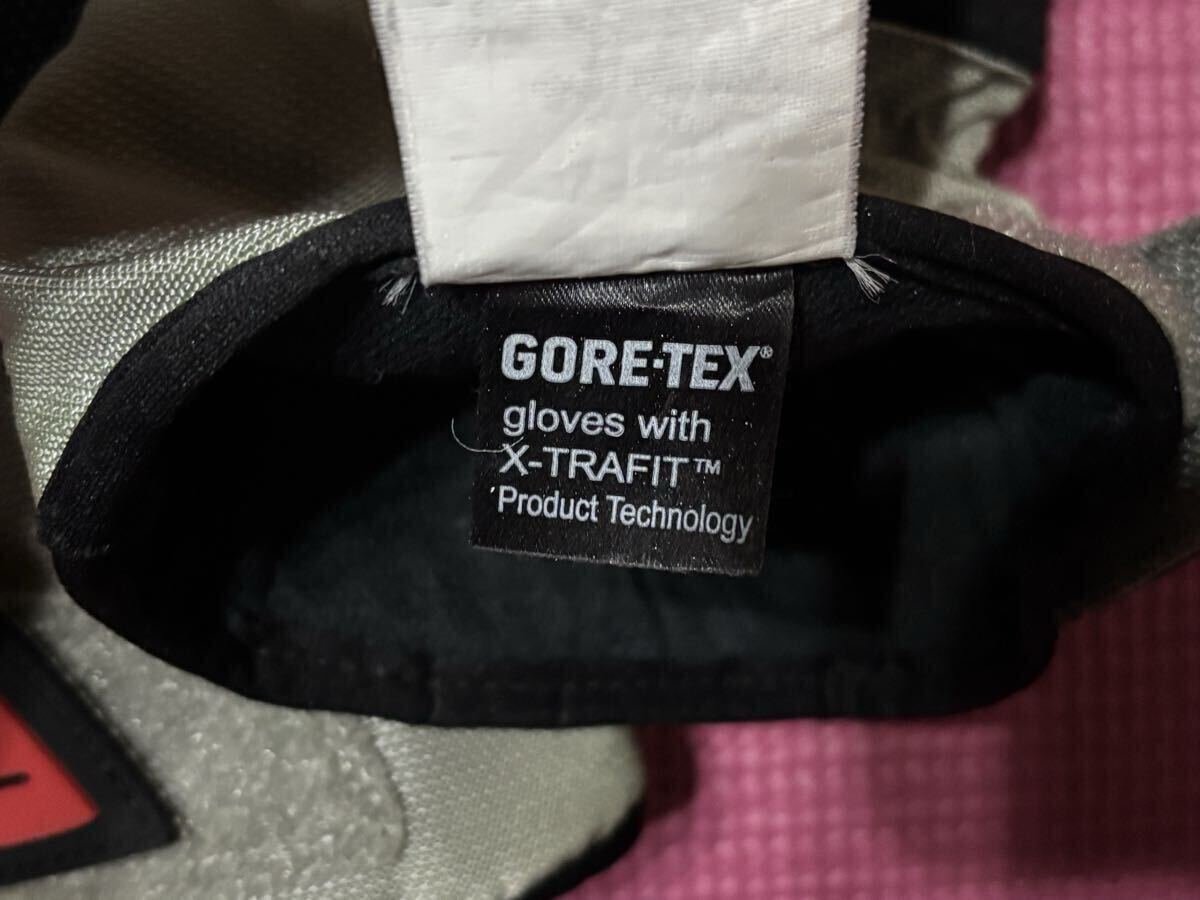 GORE-TEX®
gloves with
X-TRAFIT™
Product Technology